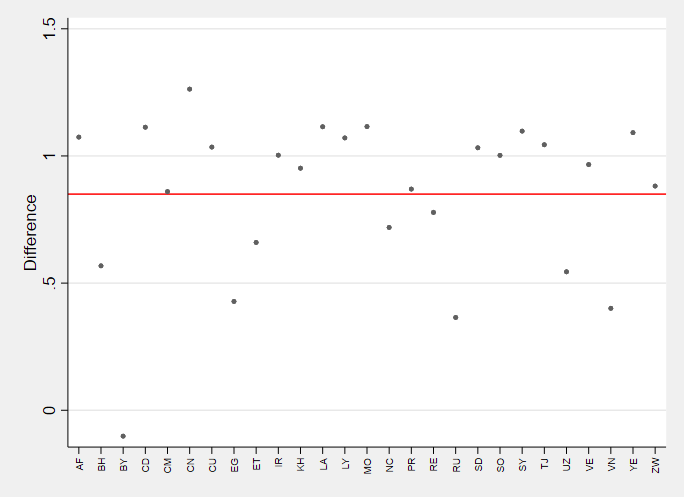 1.5
1
.5
0
Difference
AF BH BY CD CM CN CU EG ET IR KH LA LY MO NC PR RE RU SD SO SY TJ UZ VE VN YE ZW